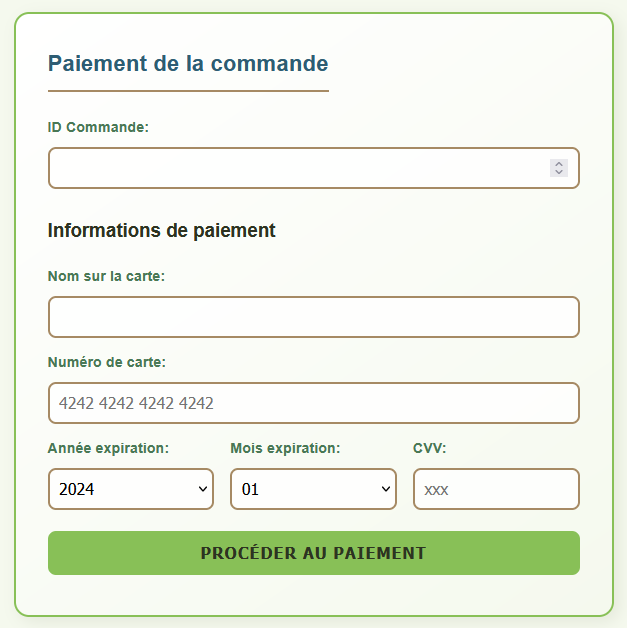 Paiement de la commande
ID Commande:
Informations de paiement
Nom sur la carte:
Numéro de carte:
4242 4242 4242 4242
Année expiration: Mois expiration: CVV:
2024 01 xxx
PROCÉDER AU PAIEMENT